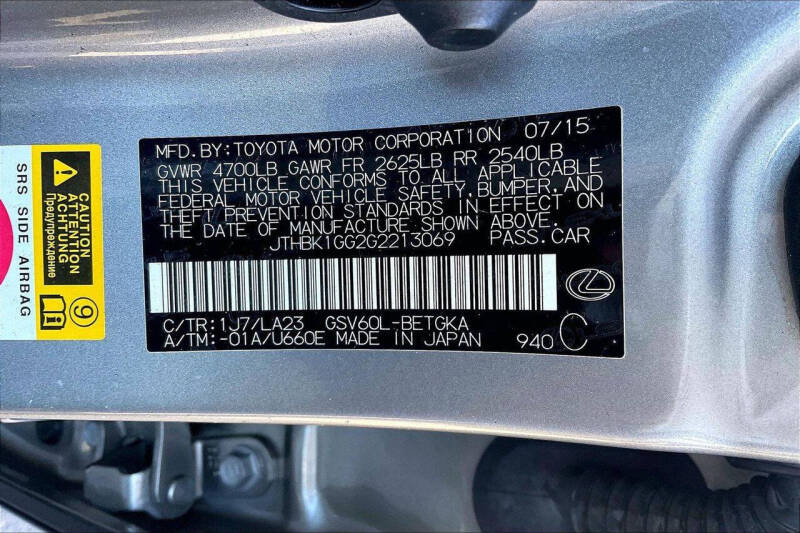 MFD.BY:TOYOTA MOTOR CORPORATION 07/15
GVWR 4700LB GAWR FR 2625LB RR 2540LB
THIS VEHICLE CONFORMS TO ALL APPLICABLE
FEDERAL MOTOR VEHICLE SAFETY, BUMPER, AND
THEFT PREVENTION STANDARDS IN EFFECT ON
THE DATE OF MANUFACTURE SHOWN ABOVE.
JTHBK1GG2G2213069 PASS.CAR
C/TR:1J7/LA23 GSV60L-BETGKA
A/TM:-01A/U660E MADE IN JAPAN 940
CAUTION
ATTENTION
ACHTUNG
Предупреждение
SRS SIDE AIRBAG
9